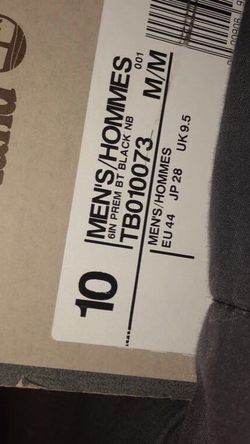 10
MEN'S/HOMMES
6IN PREM BT BLACK NB 001
TB010073 M/M
MEN'S/HOMMES
EU 44 JP 28 UK 9.5